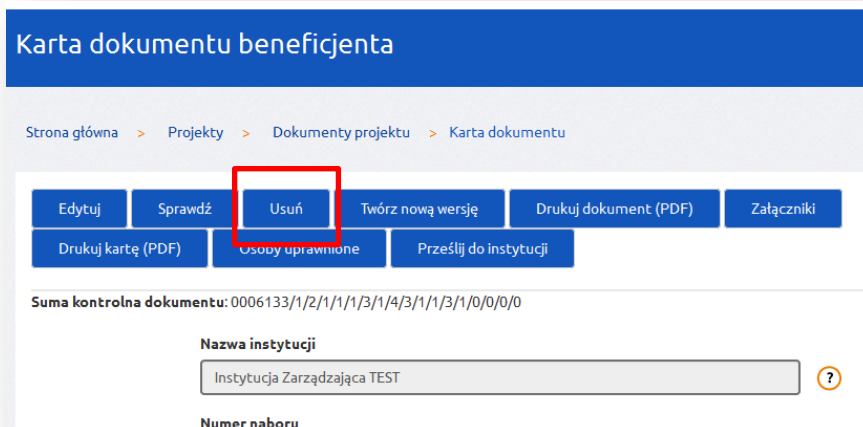 Karta dokumentu beneficjenta
Strona główna > Projekty > Dokumenty projektu > Karta dokumentu
Edytuj Sprawdź Usuń Twórz nową wersję Drukuj dokument (PDF) Załączniki
Drukuj kartę (PDF) Osoby uprawnione Prześlij do instytucji
Suma kontrolna dokumentu: 0006133/1/2/1/1/1/3/1/4/3/1/1/3/1/0/0/0/0
Nazwa instytucji
Instytucja Zarządzająca TEST
?
Numer naboru